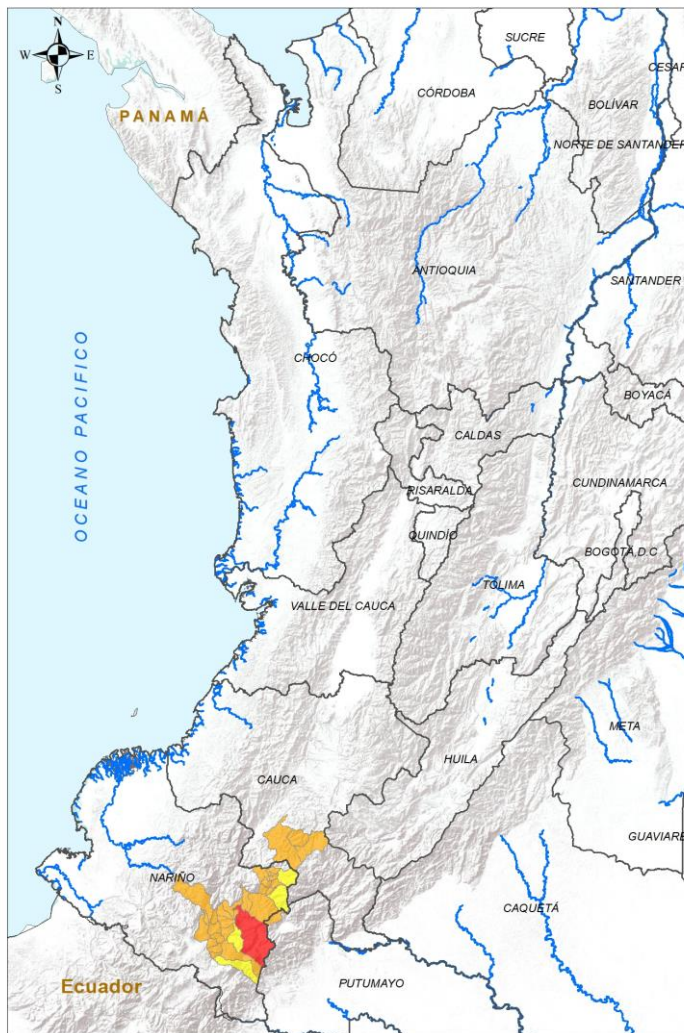 N
W E
S
SUCRE
CESAR
CÓRDOBA
BOLÍVAR
PANAMÁ
NORTE DE SANTANDER
ANTIOQUIA
SANTANDER
OCEANO PACIFICO
CHOCÓ
BOYACÁ
CALDAS
RISARALDA
CUNDINAMARCA
QUINDÍO
BOGOTÁ D.C
TOLIMA
VALLE DEL CAUCA
META
HUILA
CAUCA
GUAVIARE
NARIÑO
CAQUETÁ
PUTUMAYO
Ecuador